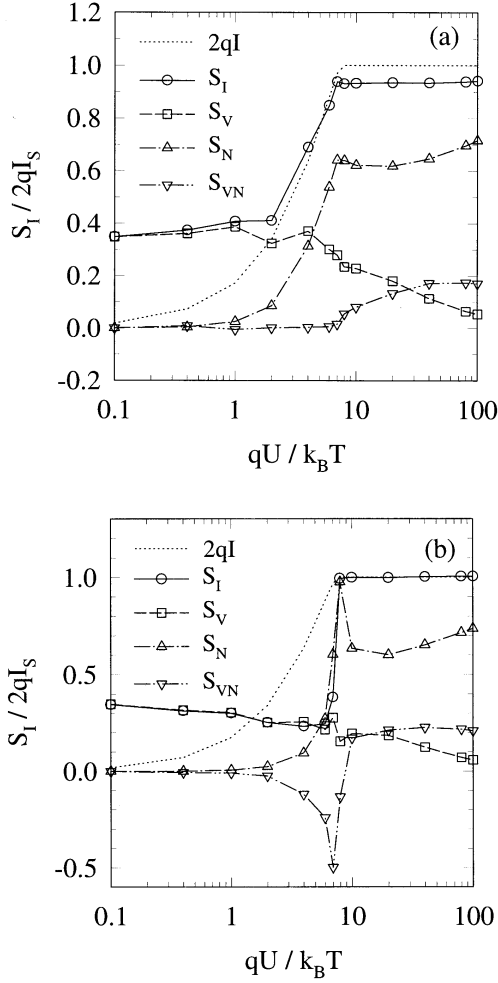 (a)
1.2
1.0
0.8
0.6
0.4
0.2
0.0
-0.2
S_I / 2qI_S
2qI
S_I
S_V
S_N
S_VN
0.1
1
10
100
qU / k_BT
(b)
1.0
0.5
0.0
-0.5
S_I / 2qI_S
2qI
S_I
S_V
S_N
S_VN
0.1
1
10
100
qU / k_BT